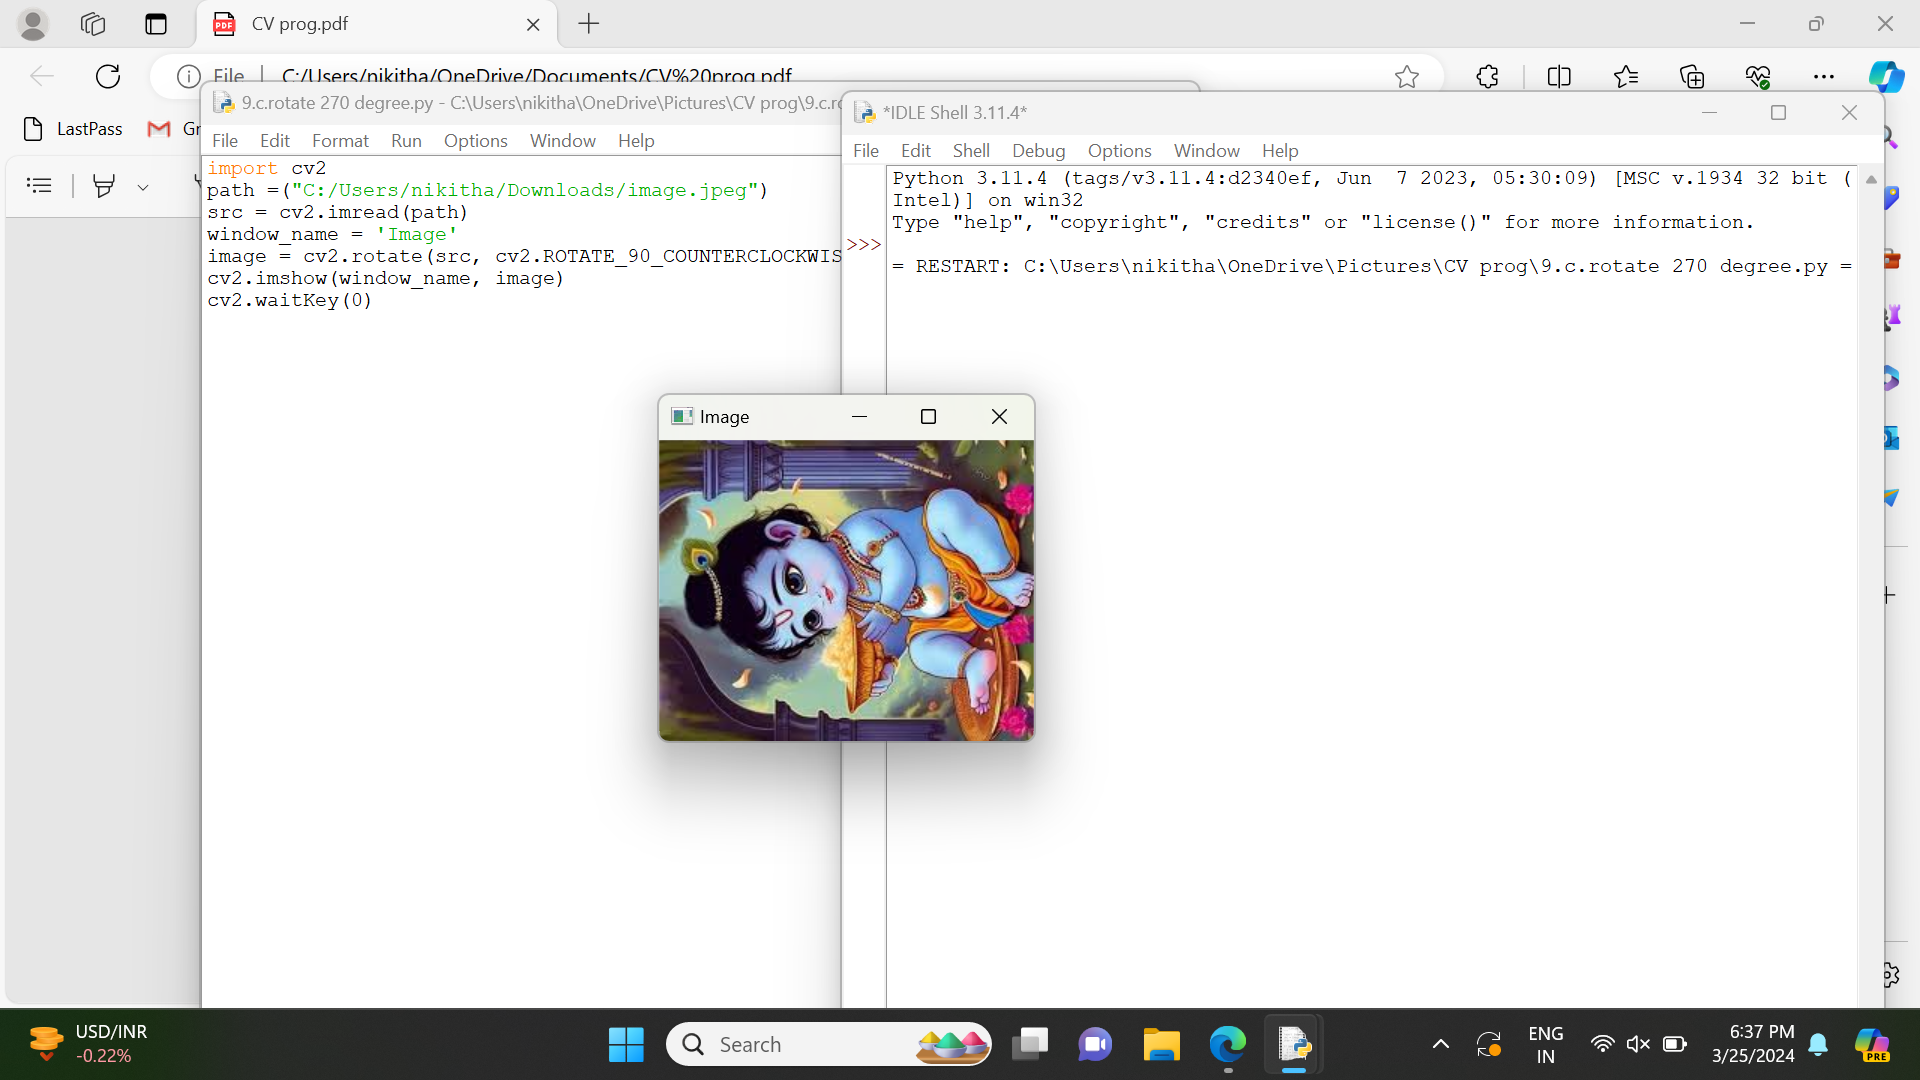 CV prog.pdf
File C:/Users/nikitha/OneDrive/Documents/CV%20prog.pdf
LastPass
9.c.rotate 270 degree.py - C:\Users\nikitha\OneDrive\Pictures\CV prog\9.c.rc
File Edit Format Run Options Window Help
import cv2
path =("C:/Users/nikitha/Downloads/image.jpeg")
src = cv2.imread(path)
window_name = 'Image'
image = cv2.rotate(src, cv2.ROTATE_90_COUNTERCLOCKWIS
cv2.imshow(window_name, image)
cv2.waitKey(0)
*IDLE Shell 3.11.4*
File Edit Shell Debug Options Window Help
Python 3.11.4 (tags/v3.11.4:d2340ef, Jun 7 2023, 05:30:09) [MSC v.1934 32 bit (
Intel)] on win32
Type "help", "copyright", "credits" or "license()" for more information.
>>>
= RESTART: C:\Users\nikitha\OneDrive\Pictures\CV prog\9.c.rotate 270 degree.py =
Image
USD/INR
-0.22%
Search
ENG
IN
6:37 PM
3/25/2024
PRE